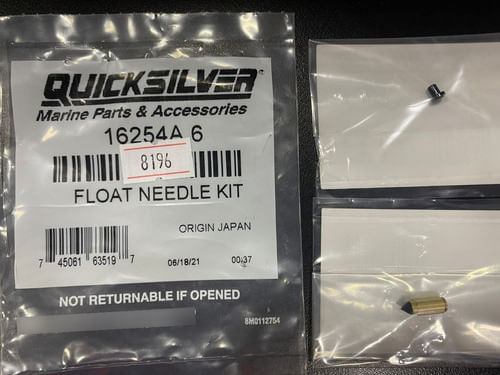 QUICKSILVER
Marine Parts & Accessories
16254A 6
8196
FLOAT NEEDLE KIT
ORIGIN JAPAN
7 45061 63519 7
06/18/21 00:37
NOT RETURNABLE IF OPENED
8M0112754